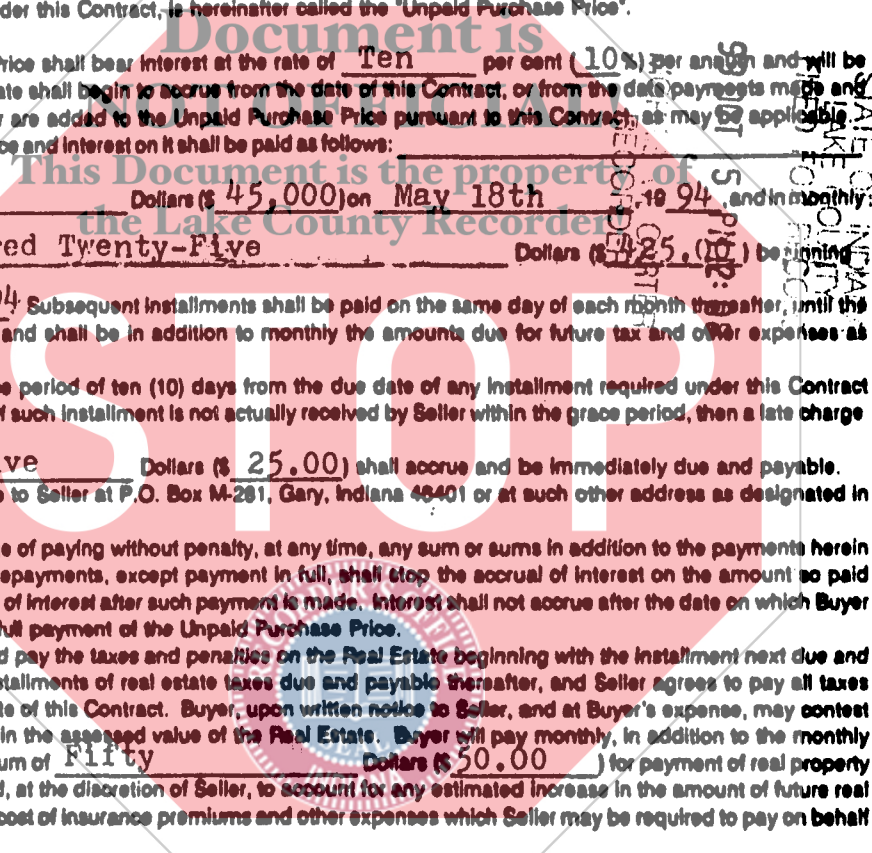 der this Contract, is hereinafter called the "Unpaid Purchase Price".
Document is
rice shall bear interest at the rate of Ten per cent (10%) per annum and will be
ate shall begin to accrue from the date of this Contract, or from the date payments made and
NOT OFFICIAL!
r are added to the Unpaid Purchase Price pursuant to this Contract, as may be applicable.
ce and interest on it shall be paid as follows:
This Document is the property of
Dollars ($ 45,000) on May 18th 19 94, and in monthly
the Lake County Recorder!
red Twenty-Five Dollars ($ 425.00) beginning
94 Subsequent installments shall be paid on the same day of each month thereafter, until the
and shall be in addition to monthly the amounts due for future tax and other expenses as
STOP
e period of ten (10) days from the due date of any installment required under this Contract
f such installment is not actually received by Seller within the grace period, then a late charge
ve Dollars ($ 25.00) shall accrue and be immediately due and payable.
e to Seller at P.O. Box M-281, Gary, Indiana 46401 or at such other address as designated in
e of paying without penalty, at any time, any sum or sums in addition to the payments herein
epayments, except payment in full, shall stop the accrual of interest on the amount so paid
of interest after such payment is made. Interest shall not accrue after the date on which Buyer
full payment of the Unpaid Purchase Price.
d pay the taxes and penalties on the Real Estate beginning with the installment next due and
stallments of real estate taxes due and payable thereafter, and Seller agrees to pay all taxes
te of this Contract. Buyer, upon written notice to Seller, and at Buyer's expense, may contest
in the assessed value of the Real Estate. Buyer will pay monthly, in addition to the monthly
um of Fifty Dollars ($ 50.00 ) for payment of real property
d, at the discretion of Seller, to account for any estimated increase in the amount of future real
cost of insurance premiums and other expenses which Seller may be required to pay on behalf
RECORDER'S OFFICE
SEAL
INDIANA